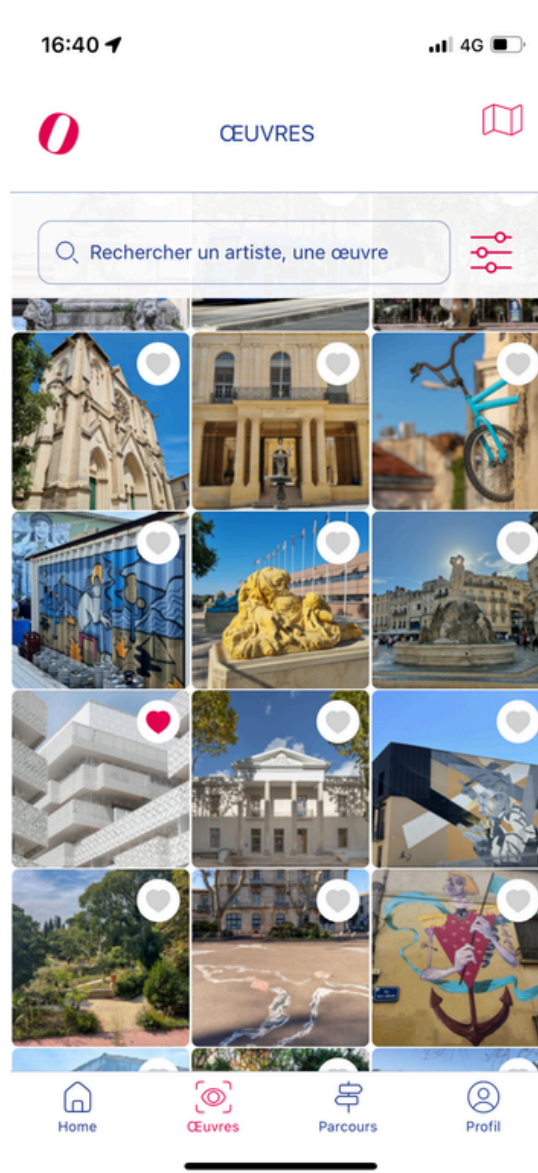 16:40
4G
ŒUVRES
Rechercher un artiste, une œuvre
Home
Œuvres
Parcours
Profil